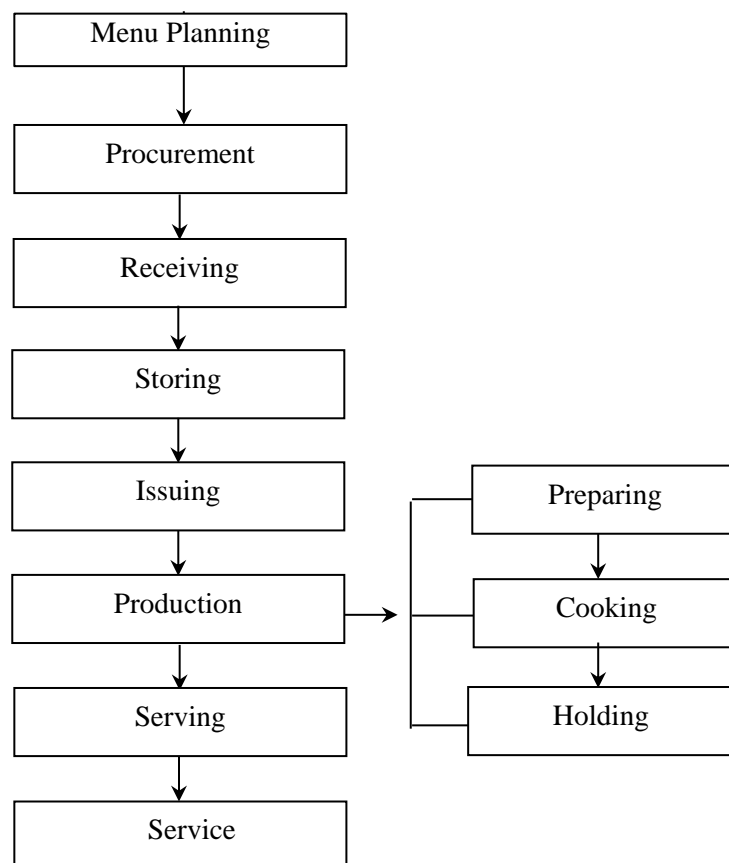 Menu Planning
Procurement
Receiving
Storing
Issuing
Production
Serving
Service
Preparing
Cooking
Holding